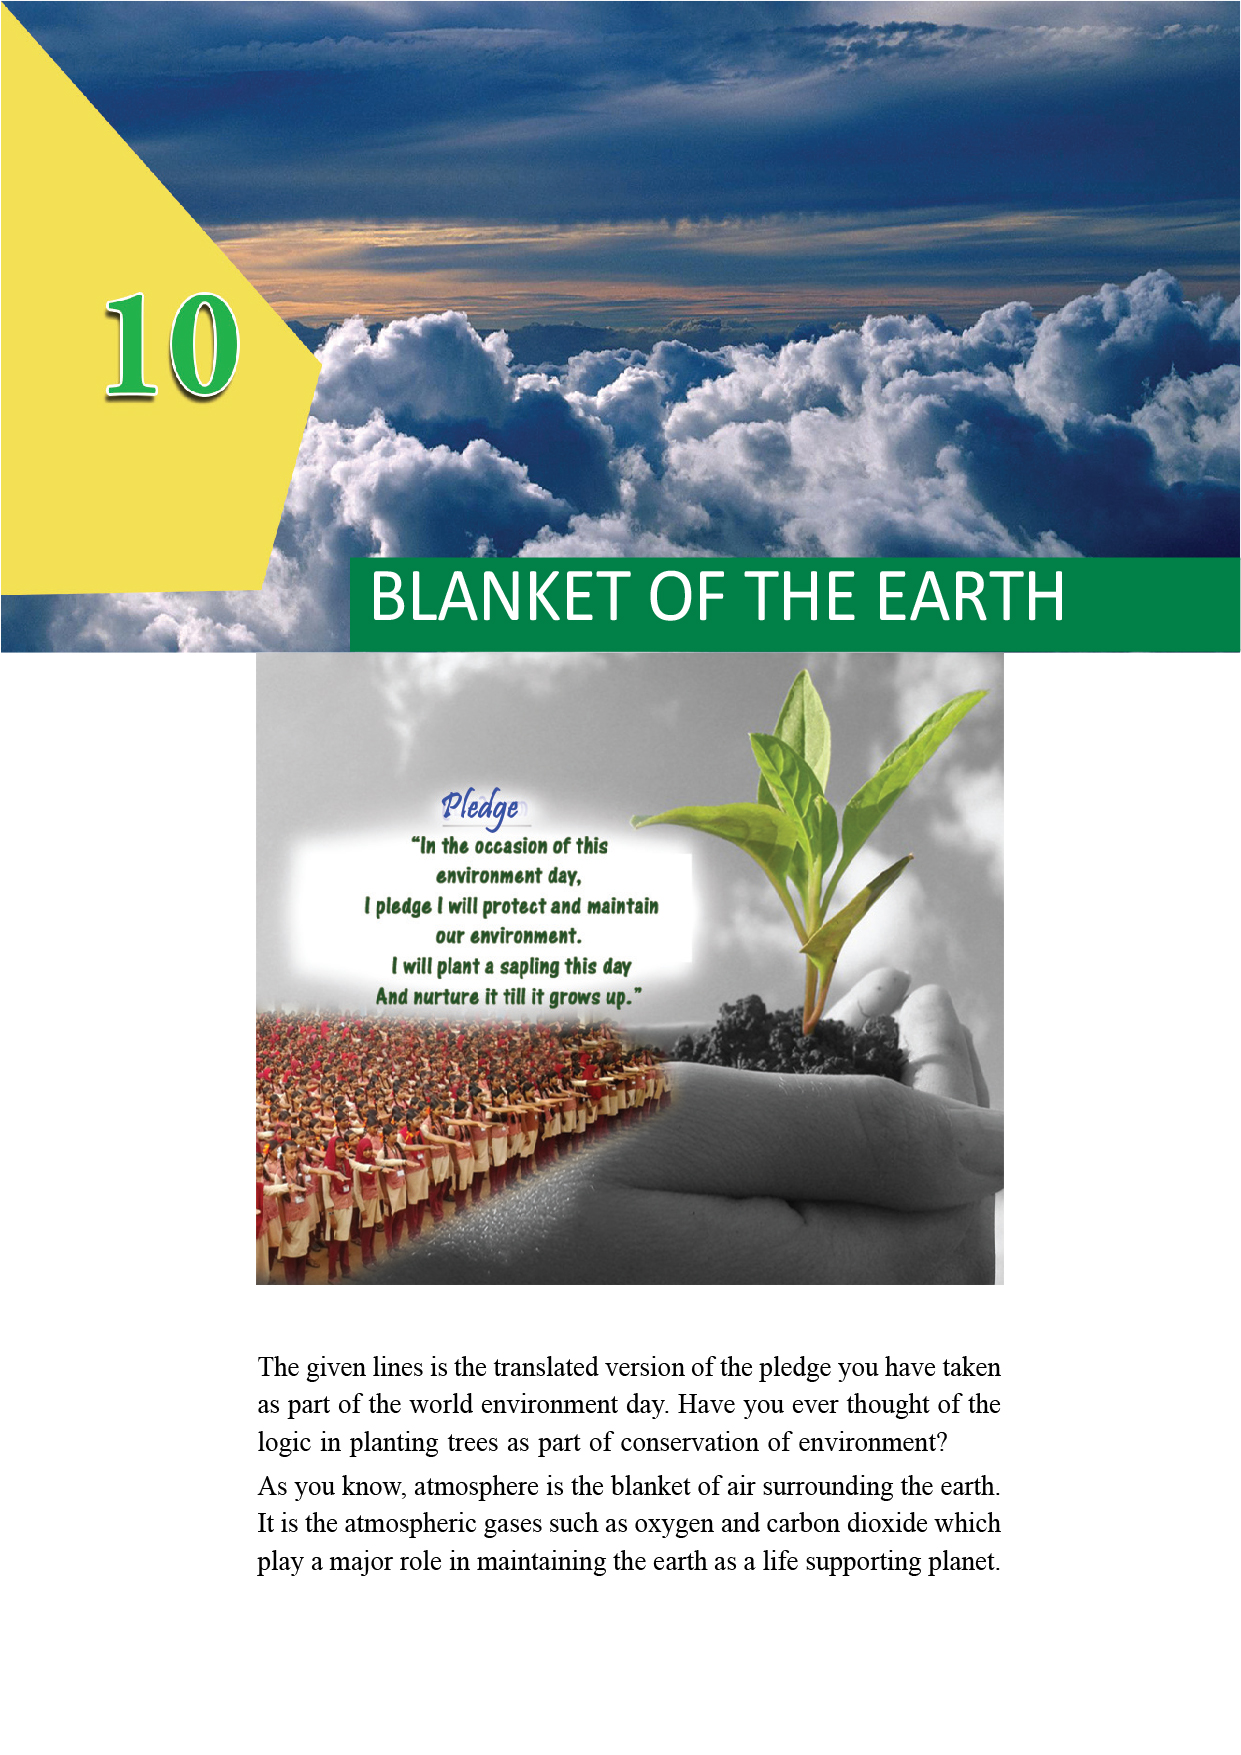 10
BLANKET OF THE EARTH
Pledge
“In the occasion of this
environment day,
I pledge I will protect and maintain
our environment.
I will plant a sapling this day
And nurture it till it grows up.”
The given lines is the translated version of the pledge you have taken
as part of the world environment day. Have you ever thought of the
logic in planting trees as part of conservation of environment?
As you know, atmosphere is the blanket of air surrounding the earth.
It is the atmospheric gases such as oxygen and carbon dioxide which
play a major role in maintaining the earth as a life supporting planet.